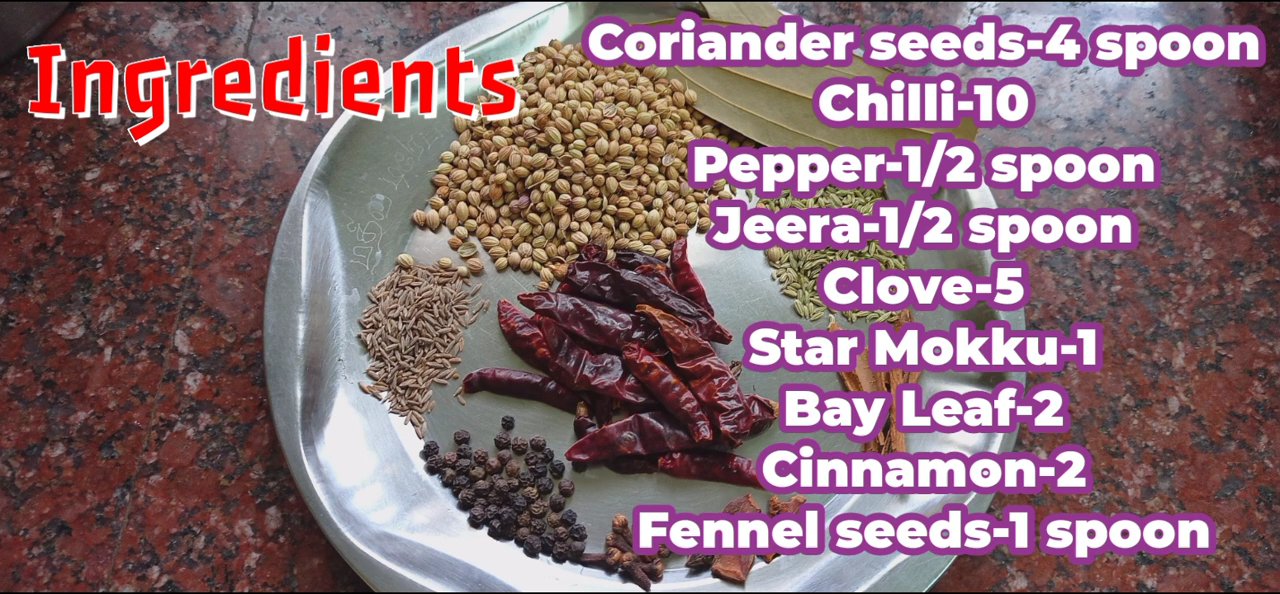 Ingredients
Coriander seeds-4 spoon
Chilli-10
Pepper-1/2 spoon
Jeera-1/2 spoon
Clove-5
Star Mokku-1
Bay Leaf-2
Cinnamon-2
Fennel seeds-1 spoon